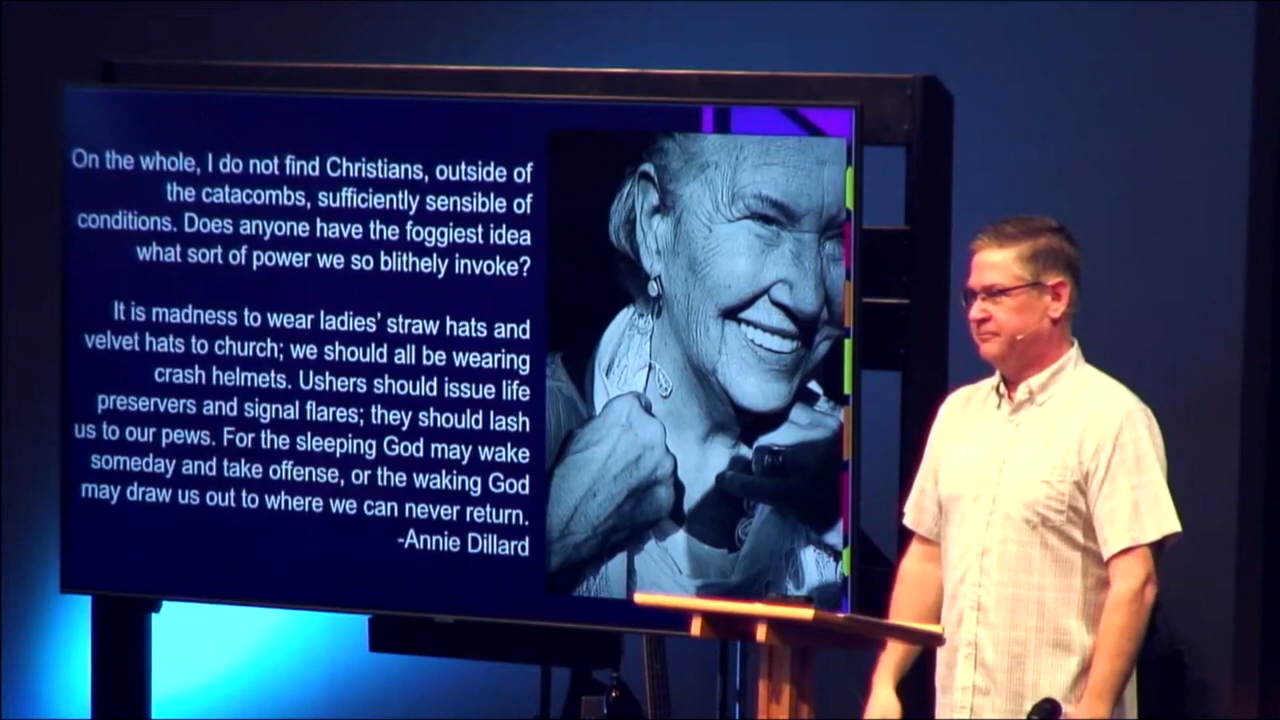 On the whole, I do not find Christians, outside of
the catacombs, sufficiently sensible of
conditions. Does anyone have the foggiest idea
what sort of power we so blithely invoke?
It is madness to wear ladies’ straw hats and
velvet hats to church; we should all be wearing
crash helmets. Ushers should issue life
preservers and signal flares; they should lash
us to our pews. For the sleeping God may wake
someday and take offense, or the waking God
may draw us out to where we can never return.
-Annie Dillard